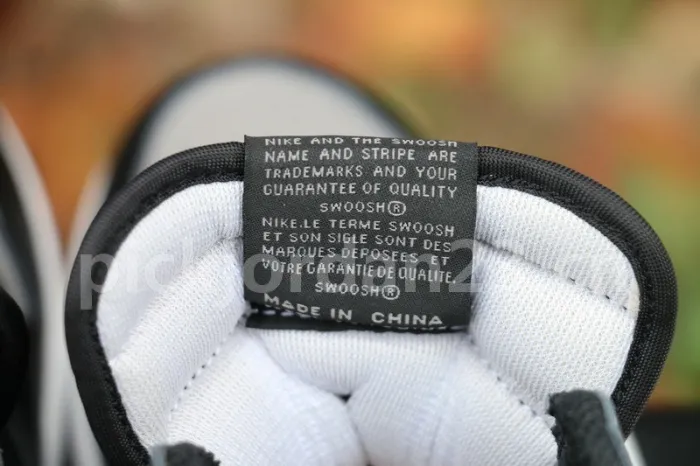 NIKE AND THE SWOOSH
NAME AND STRIPE ARE
TRADEMARKS AND YOUR
GUARANTEE OF QUALITY
SWOOSH®
NIKE.LE TERME SWOOSH
ET SON SIGLE SONT DES
MARQUES DÉPOSEES ET
VOTRE GARANTIE DE QUALITE
SWOOSH®
MADE IN CHINA